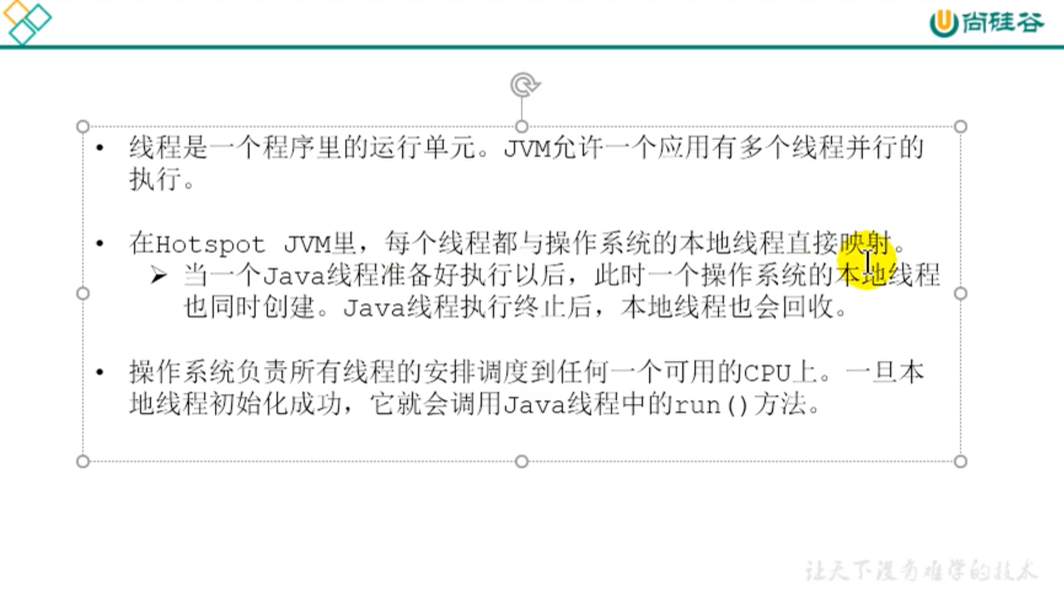 尚硅谷
• 线程是一个程序里的运行单元。JVM允许一个应用有多个线程并行的
执行。
• 在Hotspot JVM里，每个线程都与操作系统的本地线程直接映射。
➢ 当一个Java线程准备好执行以后，此时一个操作系统的本地线程
也同时创建。Java线程执行终止后，本地线程也会回收。
• 操作系统负责所有线程的安排调度到任何一个可用的CPU上。一旦本
地线程初始化成功，它就会调用Java线程中的run()方法。
让天下没有难学的技术